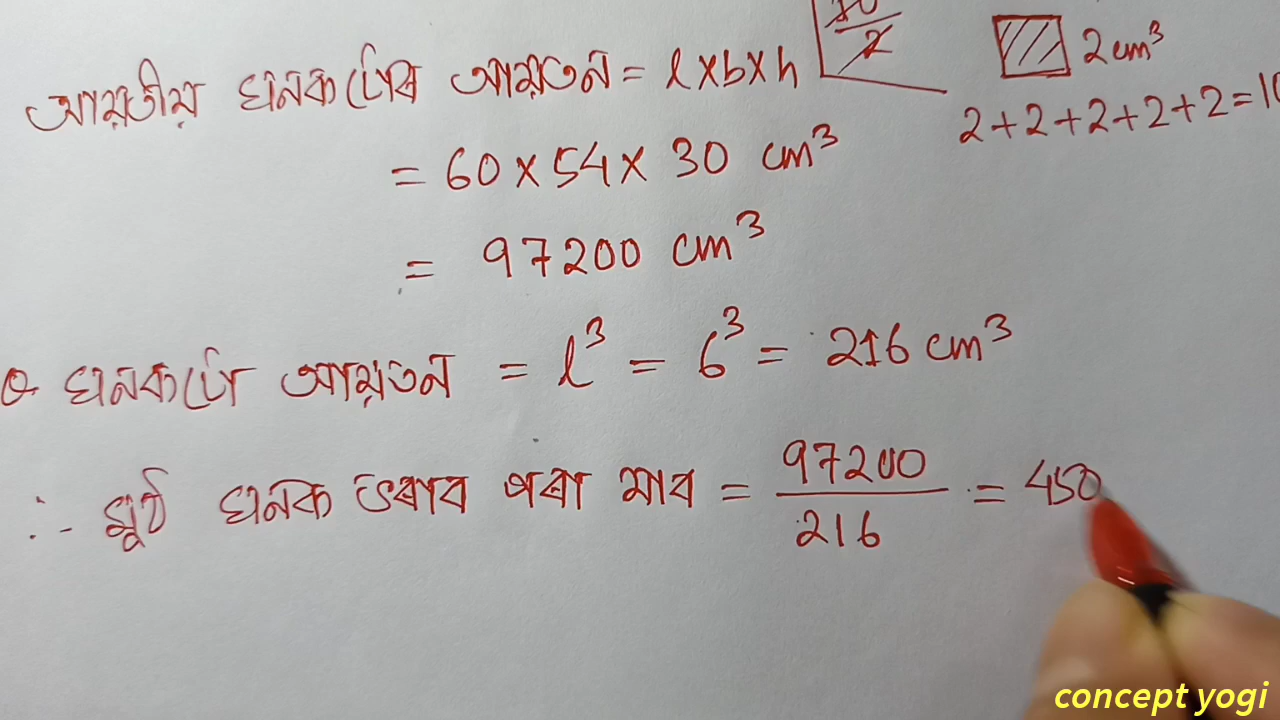 আয়তীয় ঘনকটোৰ আয়তন = l×b×h
= 60 × 54 × 30 cm³
= 97200 cm³
ঘনকটোৰ আয়তন = l³ = 6³ = 216 cm³
∴ মুঠ ঘনক ভৰাব পৰা যাব = 97200/216 = 450
2 cm³
2+2+2+2+2=10
concept yogi